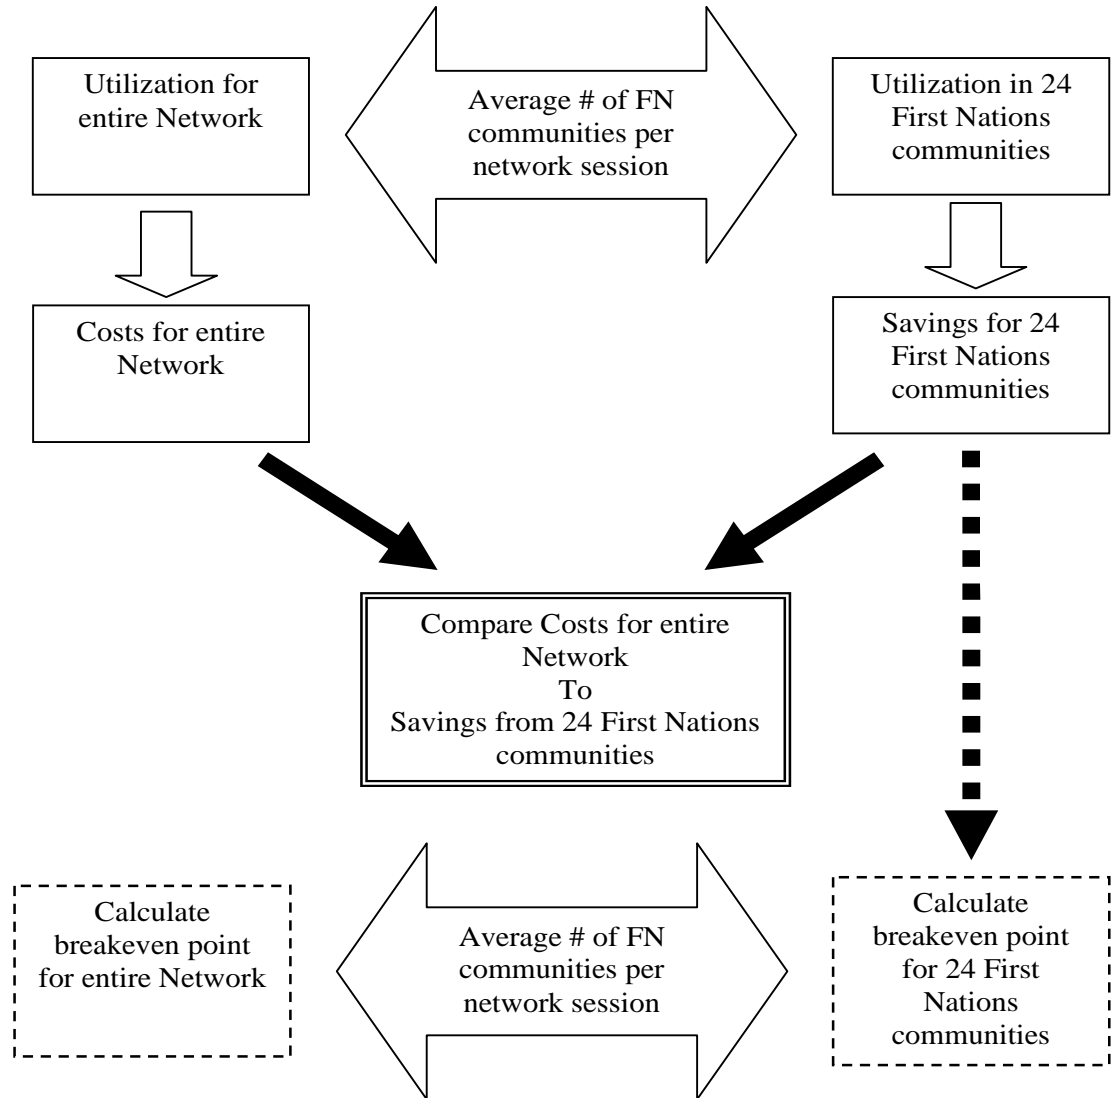 Utilization for
entire Network
Average # of FN
communities per
network session
Utilization in 24
First Nations
communities
Costs for entire
Network
Savings for 24
First Nations
communities
Compare Costs for entire
Network
To
Savings from 24 First Nations
communities
Calculate
breakeven point
for entire Network
Average # of FN
communities per
network session
Calculate
breakeven point
for 24 First
Nations
communities